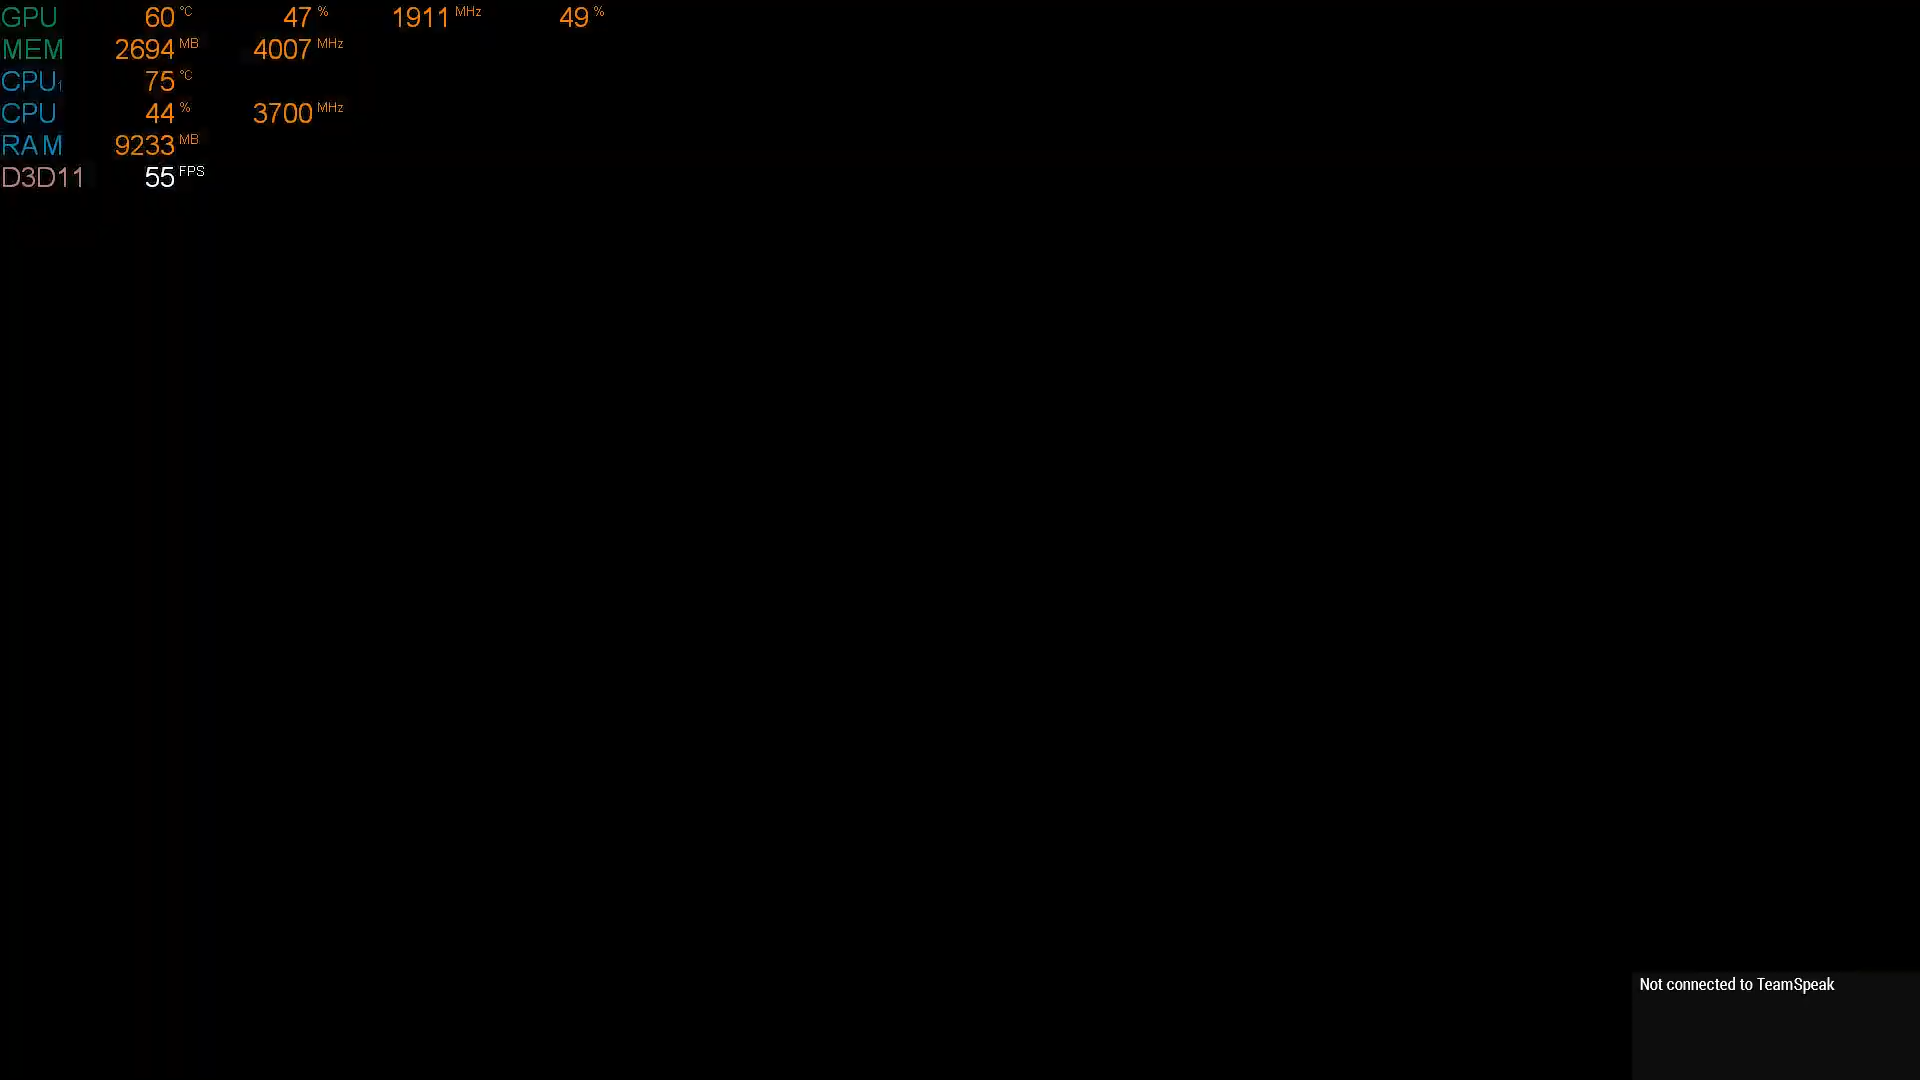 GPU 60 °C 47 % 1911 MHz 49 %
MEM 2694 MB 4007 MHz
CPU1 75 °C
CPU 44 % 3700 MHz
RAM 9233 MB
D3D11 55 FPS
Not connected to TeamSpeak